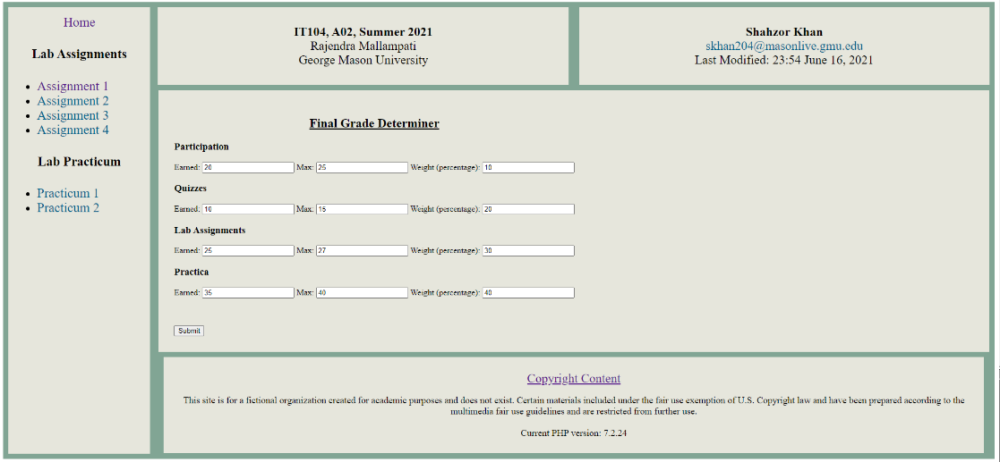 Home
Lab Assignments
Assignment 1
Assignment 2
Assignment 3
Assignment 4
Lab Practicum
Practicum 1
Practicum 2
IT104, A02, Summer 2021
Rajendra Mallampati
George Mason University
Shahzor Khan
skhan204@masonlive.gmu.edu
Last Modified: 23:54 June 16, 2021
Final Grade Determiner
Participation
Earned: 20 Max: 25 Weight (percentage): 10
Quizzes
Earned: 10 Max: 15 Weight (percentage): 20
Lab Assignments
Earned: 25 Max: 27 Weight (percentage): 30
Practica
Earned: 35 Max: 40 Weight (percentage): 40
Submit
Copyright Content
This site is for a fictional organization created for academic purposes and does not exist. Certain materials included under the fair use exemption of U.S. Copyright law and have been prepared according to the
multimedia fair use guidelines and are restricted from further use.
Current PHP version: 7.2.24